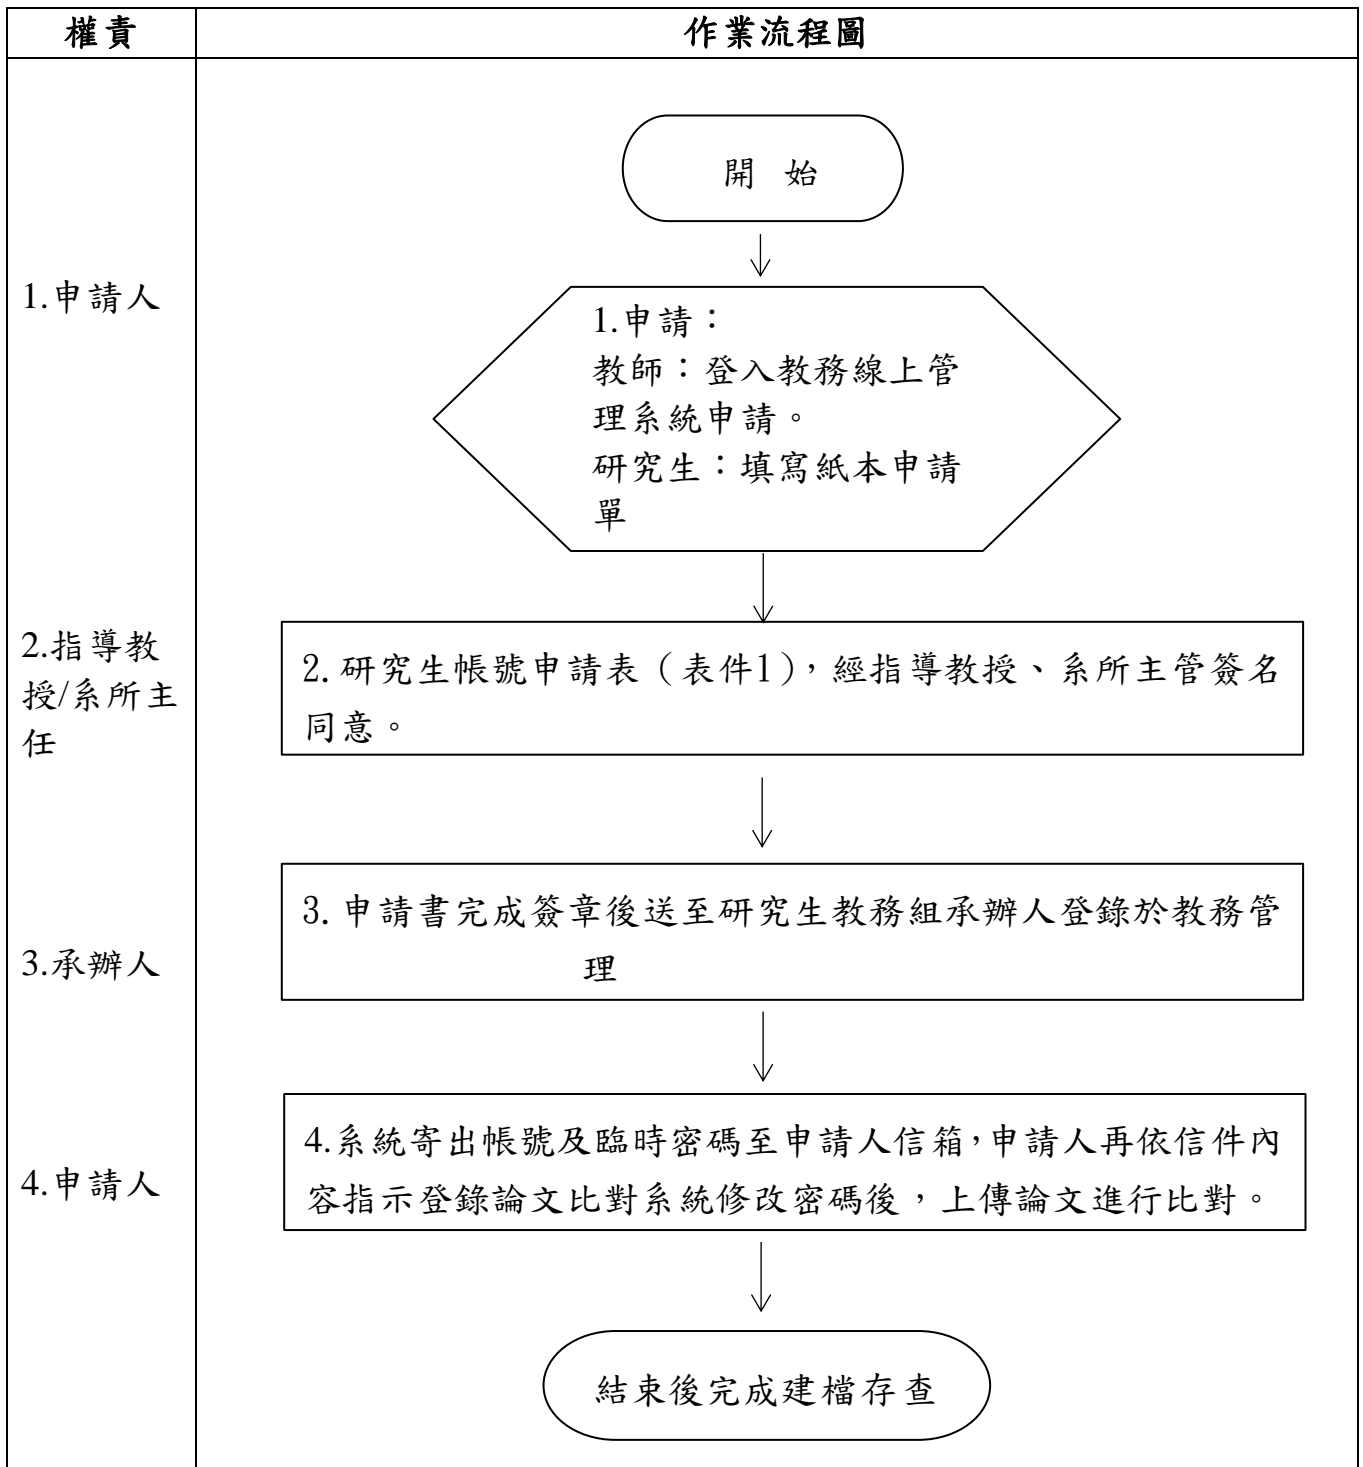 權責
作業流程圖
開 始
1.申請人
1.申請：
教師：登入教務線上管
理系統申請。
研究生：填寫紙本申請
單
2.指導教
授/系所主
任
2.研究生帳號申請表（表件1），經指導教授、系所主管簽名
同意。
3.承辦人
3.申請書完成簽章後送至研究生教務組承辦人登錄於教務管
理
4.申請人
4.系統寄出帳號及臨時密碼至申請人信箱，申請人再依信件內
容指示登錄論文比對系統修改密碼後，上傳論文進行比對。
結束後完成建檔存查